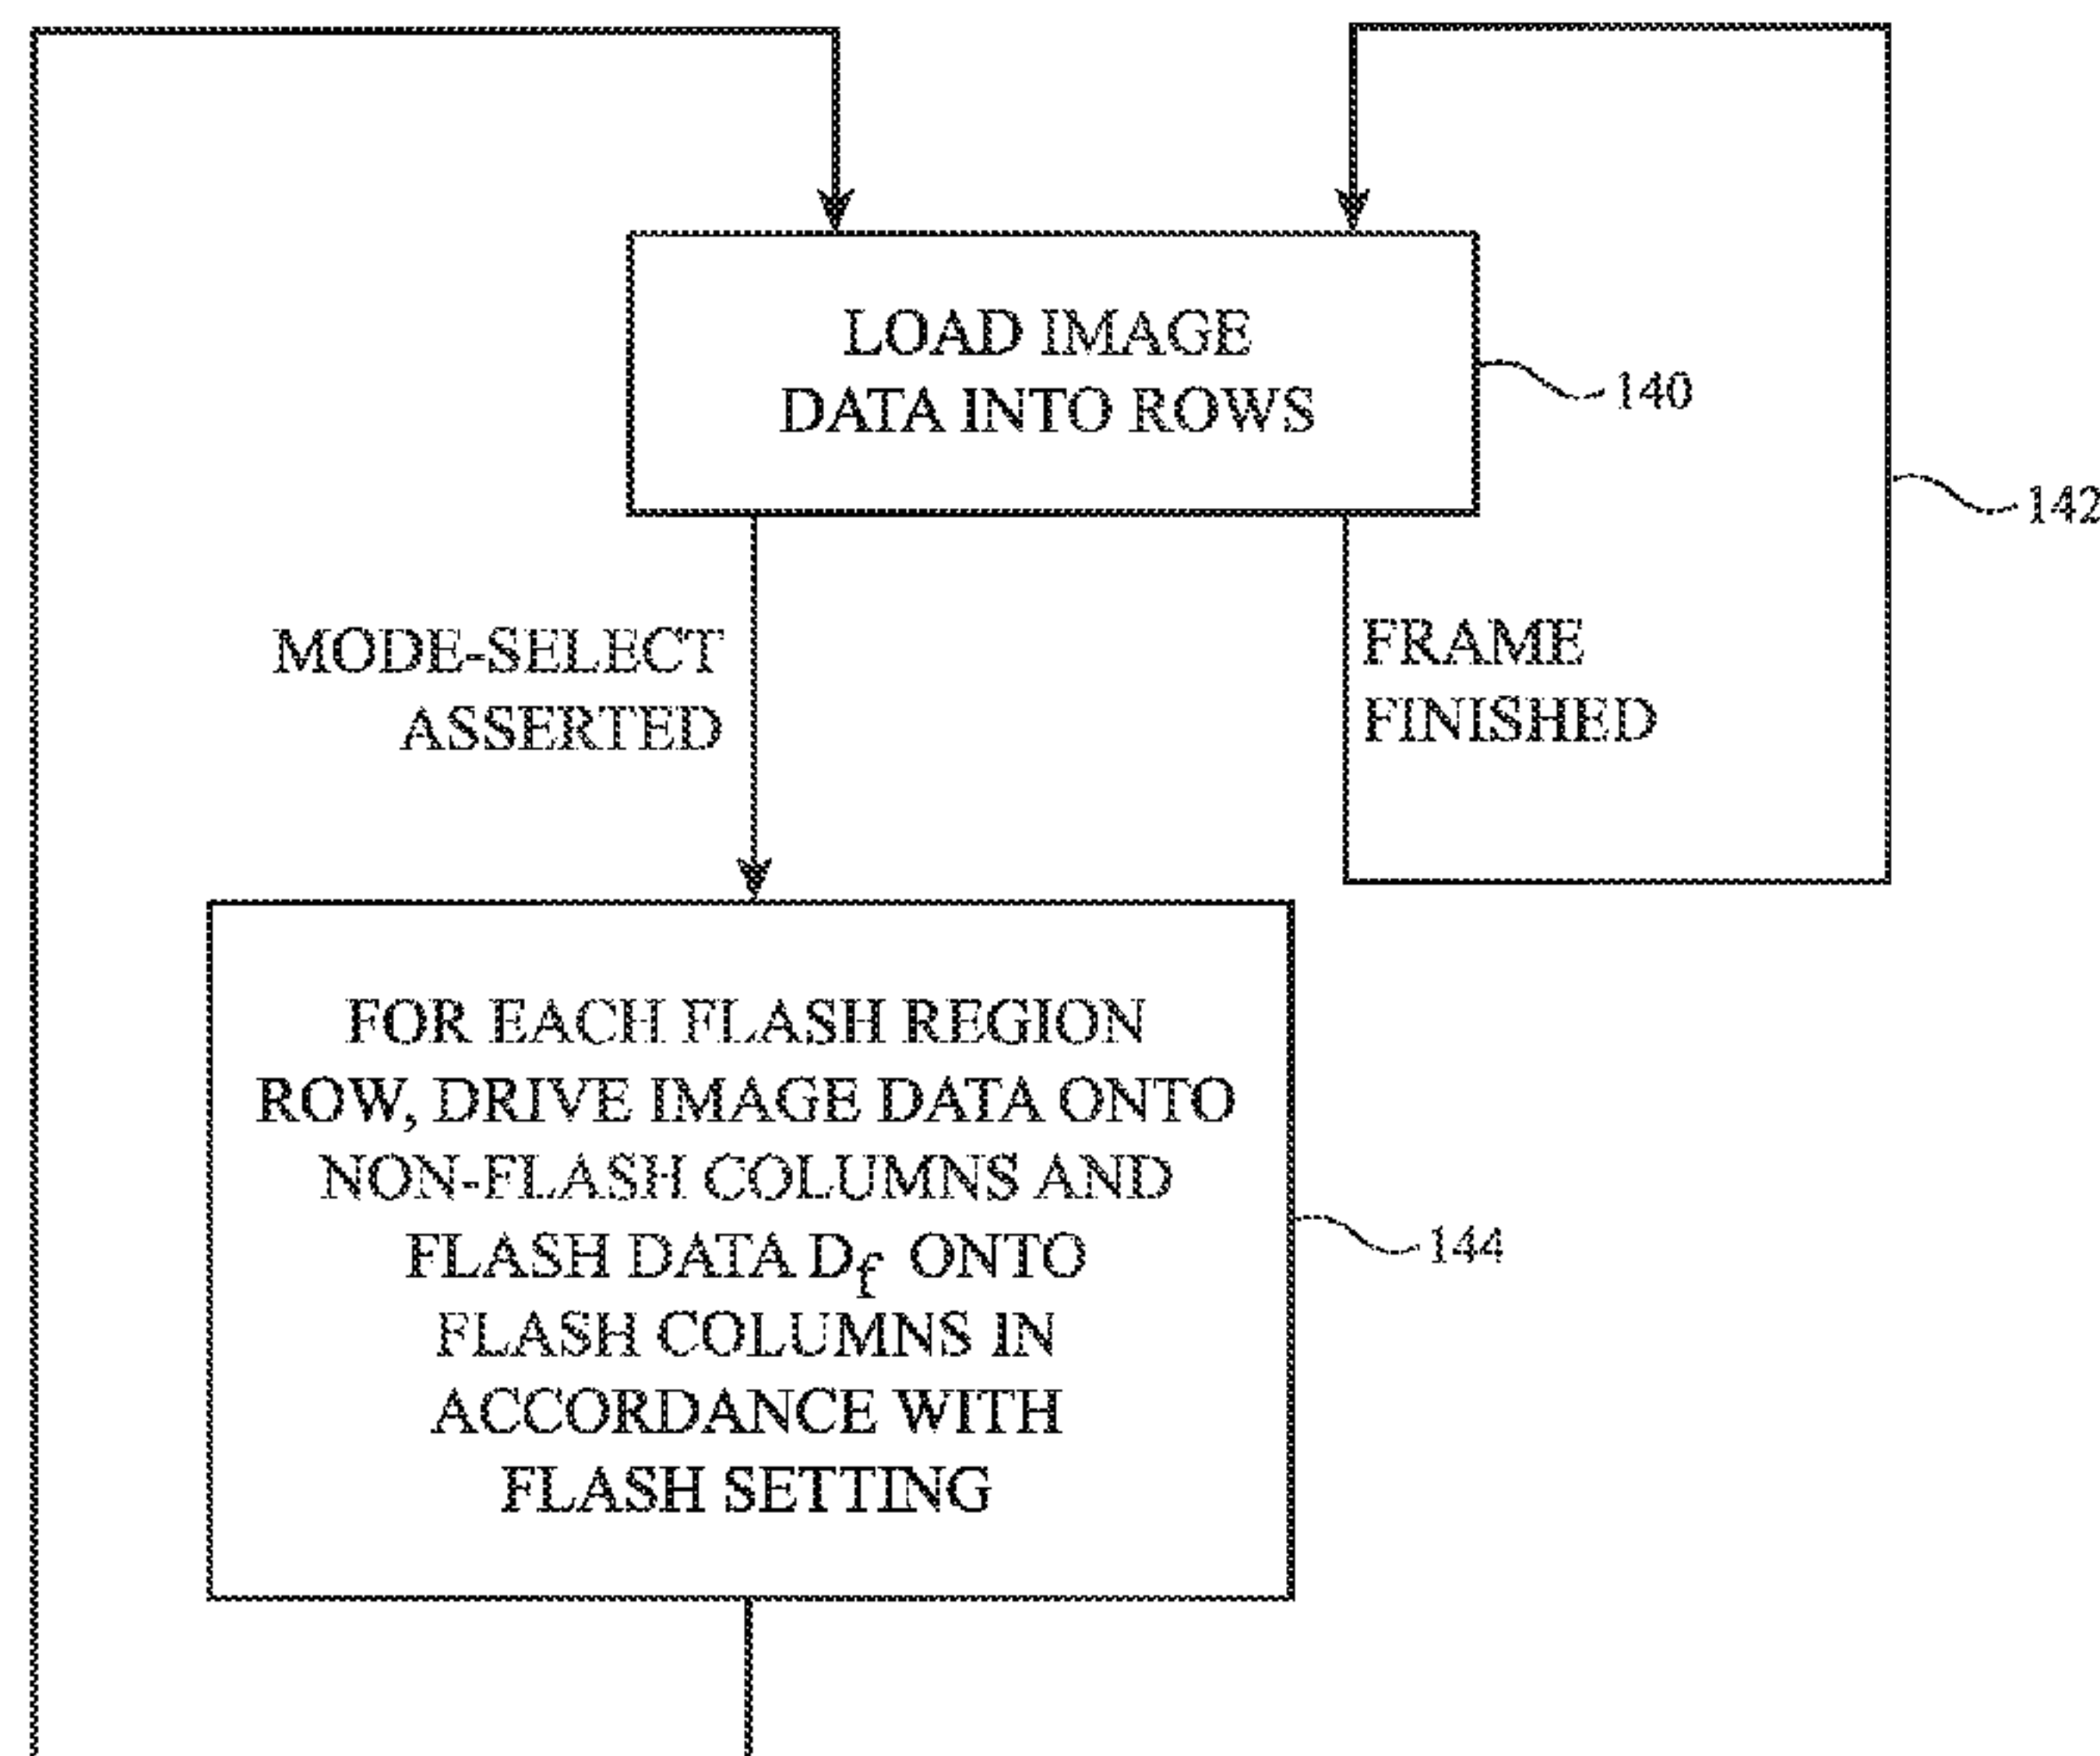 LOAD IMAGE
DATA INTO ROWS
140
142
MODE-SELECT
ASSERTED
FRAME
FINISHED
FOR EACH FLASH REGION
ROW, DRIVE IMAGE DATA ONTO
NON-FLASH COLUMNS AND
FLASH DATA Df ONTO
FLASH COLUMNS IN
ACCORDANCE WITH
FLASH SETTING
144